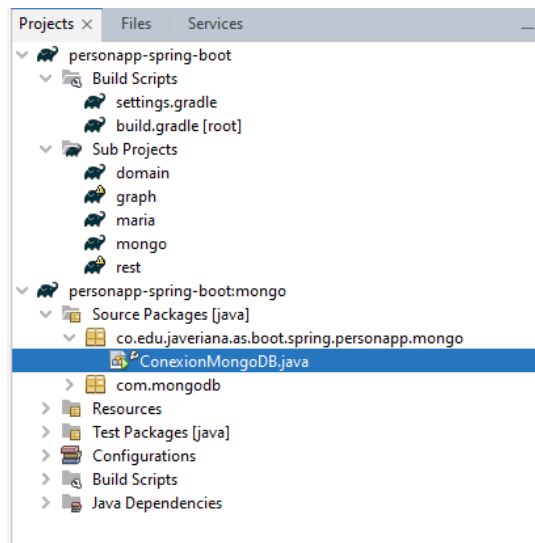 Projects Files Services
personapp-spring-boot
Build Scripts
settings.gradle
build.gradle [root]
Sub Projects
domain
graph
maria
mongo
rest
personapp-spring-boot:mongo
Source Packages [java]
co.edu.javeriana.as.boot.spring.personapp.mongo
ConexionMongoDB.java
com.mongodb
Resources
Test Packages [java]
Configurations
Build Scripts
Java Dependencies